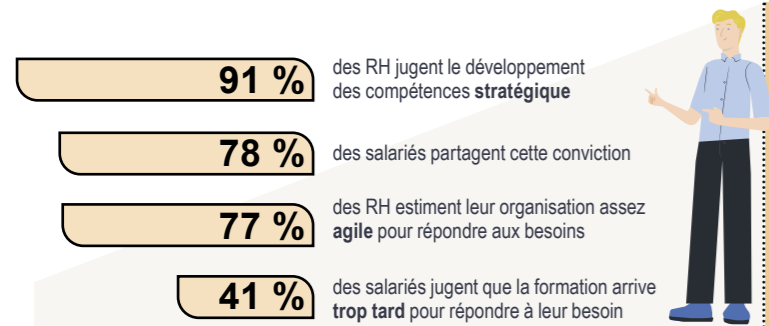 91 %
des RH jugent le développement
des compétences stratégique
78 %
des salariés partagent cette conviction
77 %
des RH estiment leur organisation assez
agile pour répondre aux besoins
41 %
des salariés jugent que la formation arrive
trop tard pour répondre à leur besoin